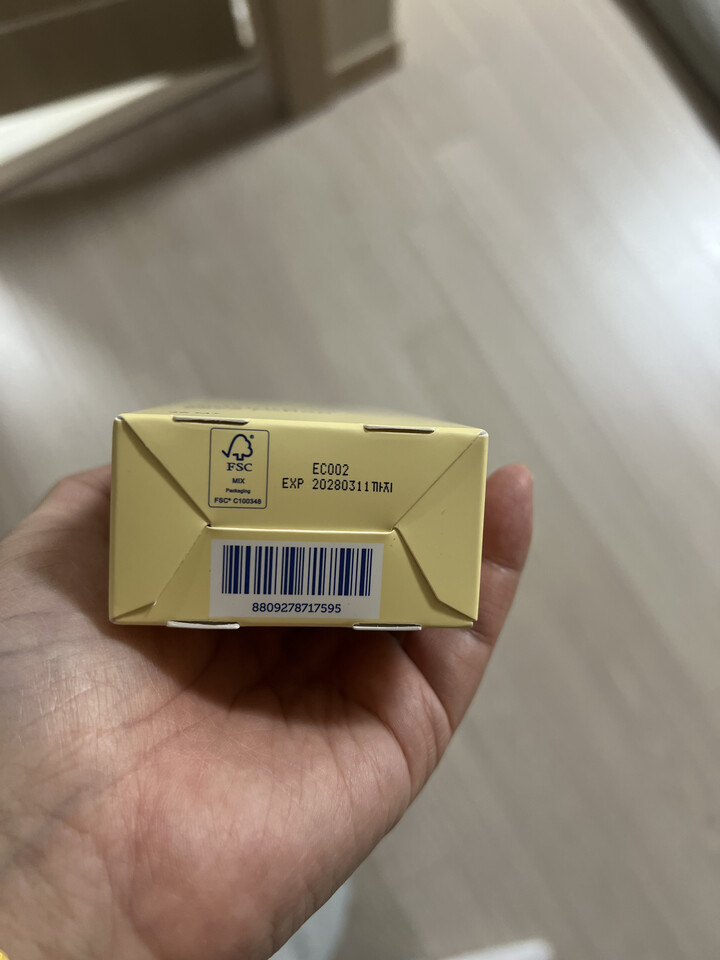 FSC
MIX
Packaging
FSC® C100348
EC002
EXP 20280311까지
8809278717595